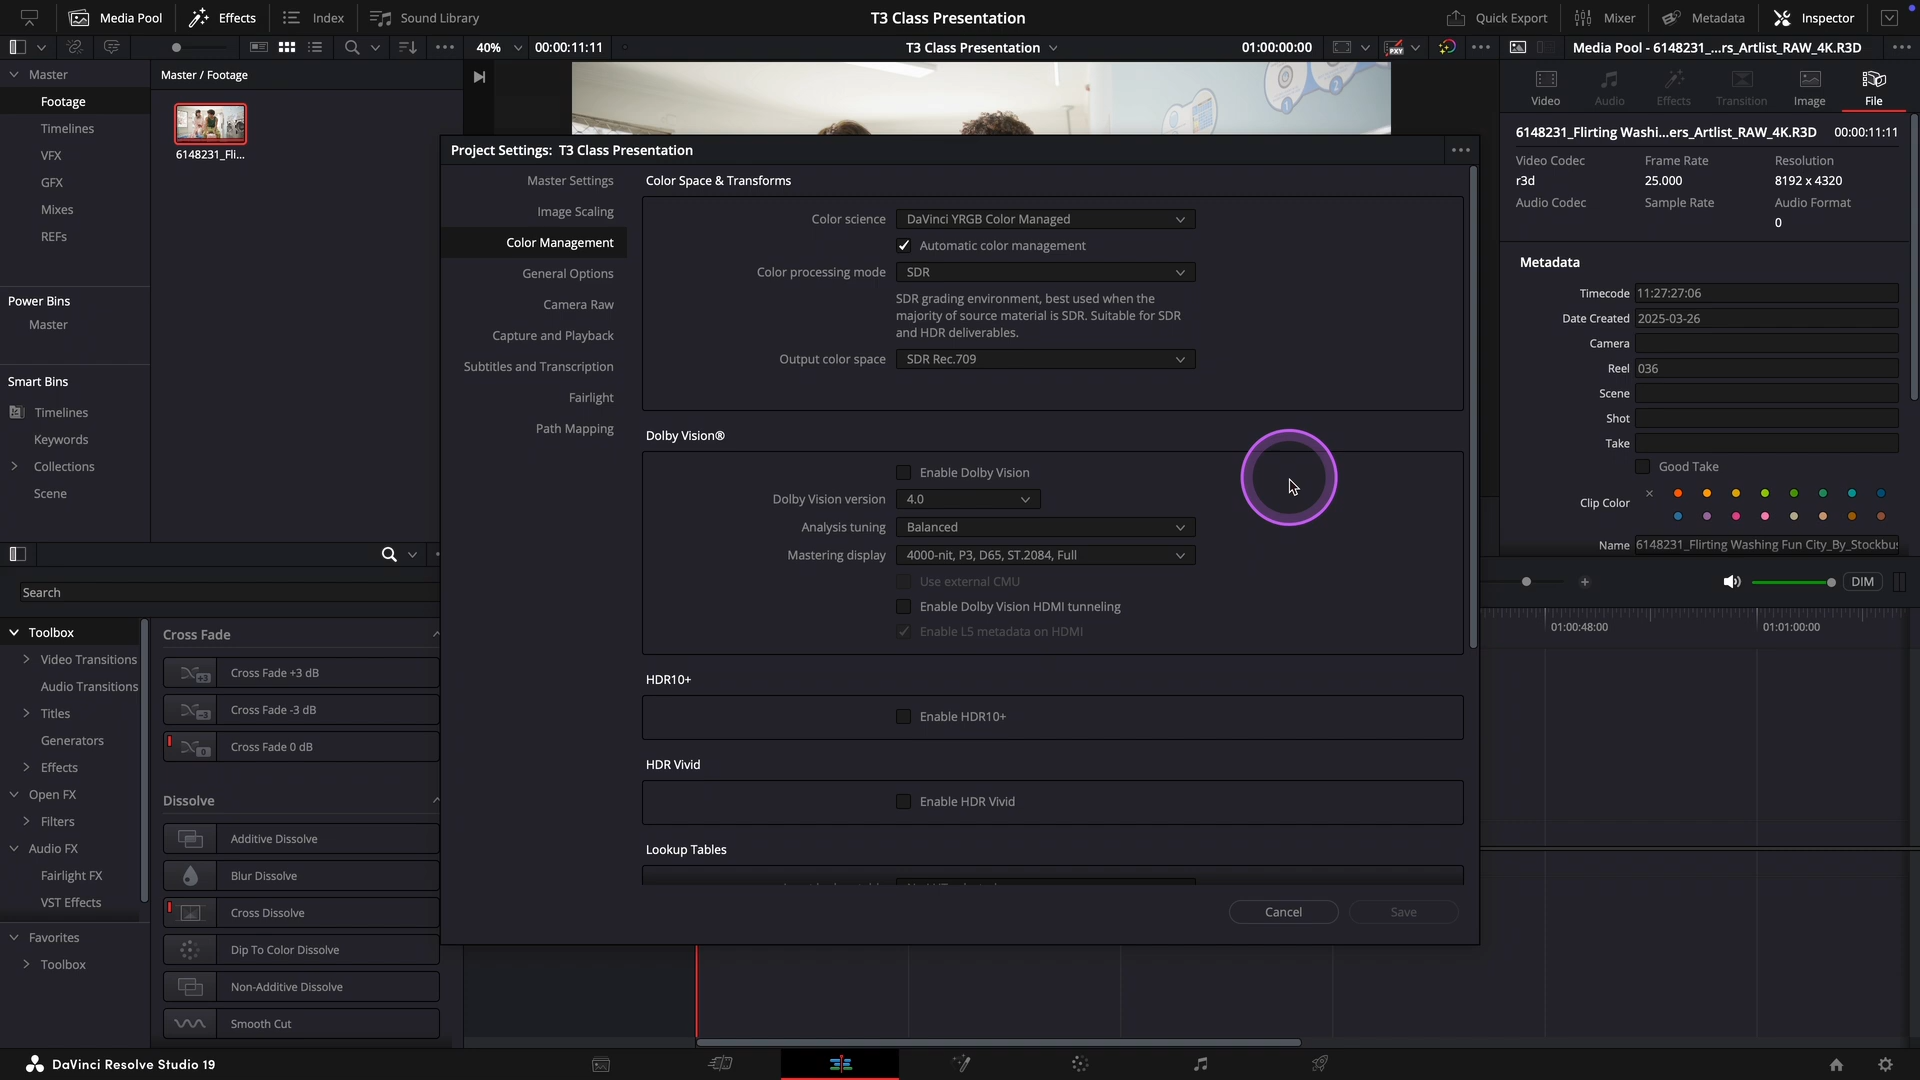 Media Pool
Effects
Index
Sound Library
T3 Class Presentation
Quick Export
Mixer
Metadata
Inspector
40%
00:00:11:11
T3 Class Presentation
01:00:00:00
Media Pool - 6148231_...rs_Artlist_RAW_4K.R3D
Master
Footage
Timelines
VFX
GFX
Mixes
REFs
Power Bins
Master
Smart Bins
Timelines
Keywords
Collections
Scene
Master / Footage
6148231_Fli...
Video
Audio
Effects
Transition
Image
File
6148231_Flirting Washi...ers_Artlist_RAW_4K.R3D
00:00:11:11
Video Codec
Frame Rate
Resolution
r3d
25.000
8192 x 4320
Audio Codec
Sample Rate
Audio Format
0
Metadata
Timecode
11:27:27:06
Date Created
2025-03-26
Camera
Reel
036
Scene
Shot
Take
Good Take
Clip Color
Name
6148231_Flirting Washing Fun City_By_Stockbus
DIM
01:00:48:00
01:01:00:00
Project Settings: T3 Class Presentation
Master Settings
Image Scaling
Color Management
General Options
Camera Raw
Capture and Playback
Subtitles and Transcription
Fairlight
Path Mapping
Color Space & Transforms
Color science
DaVinci YRGB Color Managed
Automatic color management
Color processing mode
SDR
SDR grading environment, best used when the
majority of source material is SDR. Suitable for SDR
and HDR deliverables.
Output color space
SDR Rec.709
Dolby Vision®
Enable Dolby Vision
Dolby Vision version
4.0
Analysis tuning
Balanced
Mastering display
4000-nit, P3, D65, ST.2084, Full
Use external CMU
Enable Dolby Vision HDMI tunneling
Enable L5 metadata on HDMI
HDR10+
Enable HDR10+
HDR Vivid
Enable HDR Vivid
Lookup Tables
Cancel
Save
Search
Toolbox
Video Transitions
Audio Transitions
Titles
Generators
Effects
Open FX
Filters
Audio FX
Fairlight FX
VST Effects
Favorites
Toolbox
Cross Fade
+3
Cross Fade +3 dB
-3
Cross Fade -3 dB
0
Cross Fade 0 dB
Dissolve
Additive Dissolve
Blur Dissolve
Cross Dissolve
Dip To Color Dissolve
Non-Additive Dissolve
Smooth Cut
DaVinci Resolve Studio 19